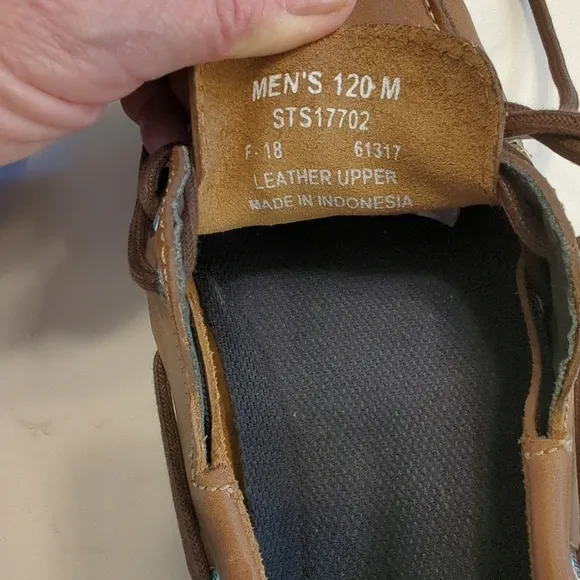 MEN'S 120 M
STS17702
F- 18 61317
LEATHER UPPER
MADE IN INDONESIA